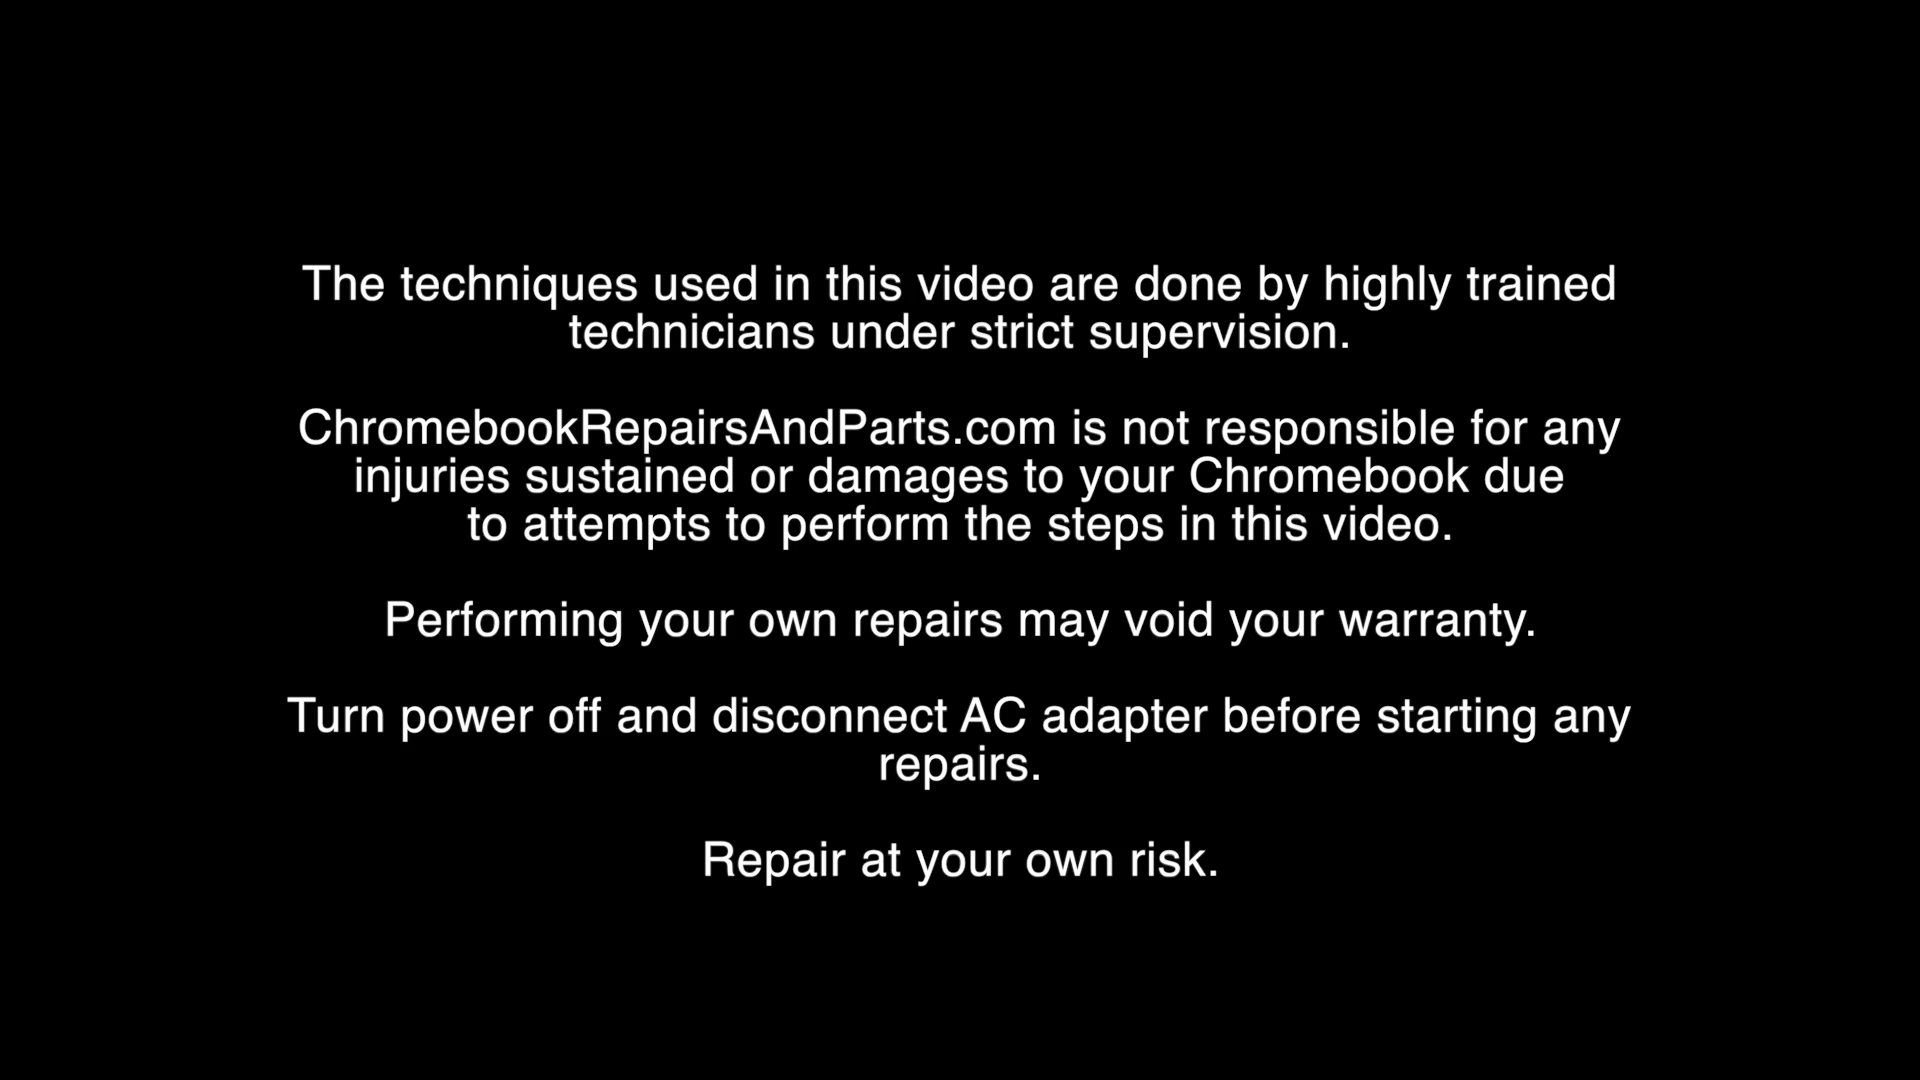 The techniques used in this video are done by highly trained
technicians under strict supervision.
ChromebookRepairsAndParts.com is not responsible for any
injuries sustained or damages to your Chromebook due
to attempts to perform the steps in this video.
Performing your own repairs may void your warranty.
Turn power off and disconnect AC adapter before starting any
repairs.
Repair at your own risk.